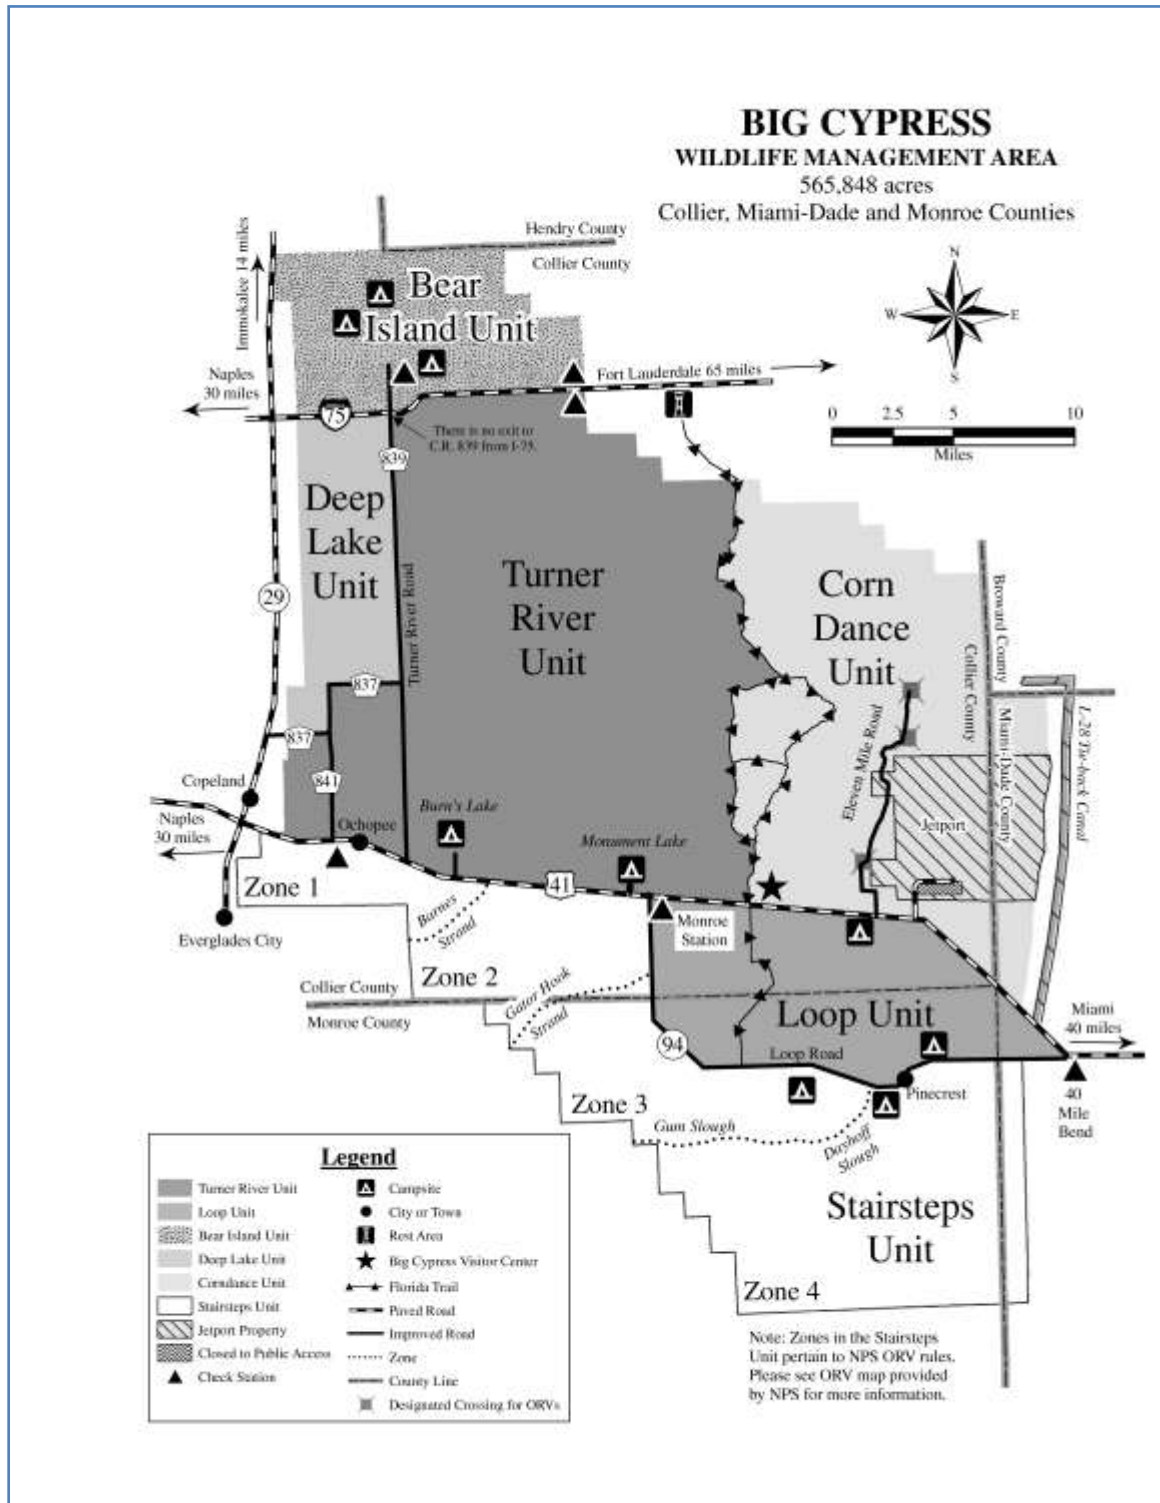 BIG CYPRESS
WILDLIFE MANAGEMENT AREA
565,848 acres
Collier, Miami-Dade and Monroe Counties
Hendry County
Collier County
Immokalee 14 miles
Bear
Island Unit
N
W
E
S
Naples
30 miles
Fort Lauderdale 65 miles
75
There is no exit to
C.R. 839 from I-75.
0
2.5
5
10
Miles
839
Deep
Lake
Unit
Turner
River
Unit
Corn
Dance
Unit
29
Turner River Road
Broward County
Collier County
Miami-Dade County
L-28 Tie-back Canal
837
837
841
Eleven Mile Road
Copeland
Naples
30 miles
Ochopee
Burn's Lake
Monument Lake
Jetport
Zone 1
41
Barnes
Strand
Monroe
Station
Everglades City
Zone 2
Collier County
Monroe County
Gator Hook
Strand
Loop Unit
Miami
40 miles
94
Loop Road
Pinecrest
40
Mile
Bend
Zone 3
Gum Slough
Dayhoff
Slough
Stairsteps
Unit
Zone 4
Legend
Turner River Unit
Loop Unit
Bear Island Unit
Deep Lake Unit
Corndance Unit
Stairsteps Unit
Jetport Property
Closed to Public Access
Check Station
Campsite
City or Town
Rest Area
Big Cypress Visitor Center
Florida Trail
Paved Road
Improved Road
Zone
County Line
Designated Crossing for ORVs
Note: Zones in the Stairsteps
Unit pertain to NPS ORV rules.
Please see ORV map provided
by NPS for more information.